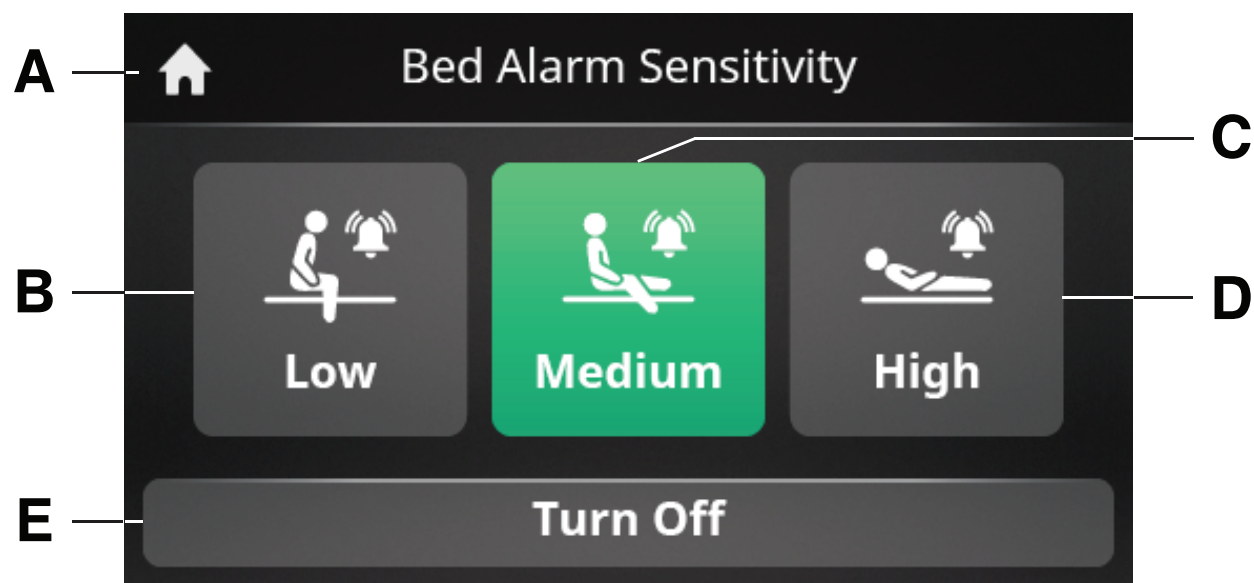 A
Bed Alarm Sensitivity
C
B
Low
Medium
High
D
E
Turn Off